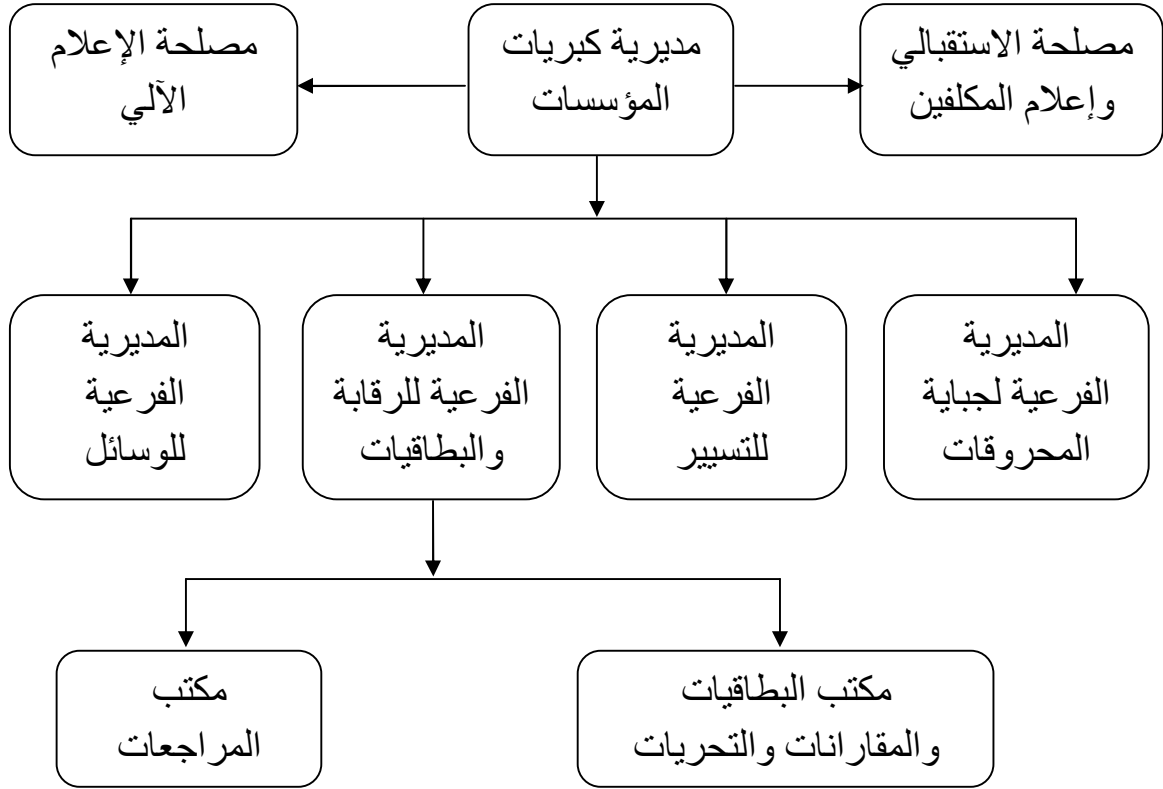 مصلحة الاستقبالي
وإعلام المكلفين
مديرية كبريات
المؤسسات
مصلحة الإعلام
الآلي
المديرية
الفرعية لجباية
المحروقات
المديرية
الفرعية
للتسيير
المديرية
الفرعية للرقابة
والبطاقيات
المديرية
الفرعية
للوسائل
مكتب البطاقيات
والمقارانات والتحريات
مكتب
المراجعات